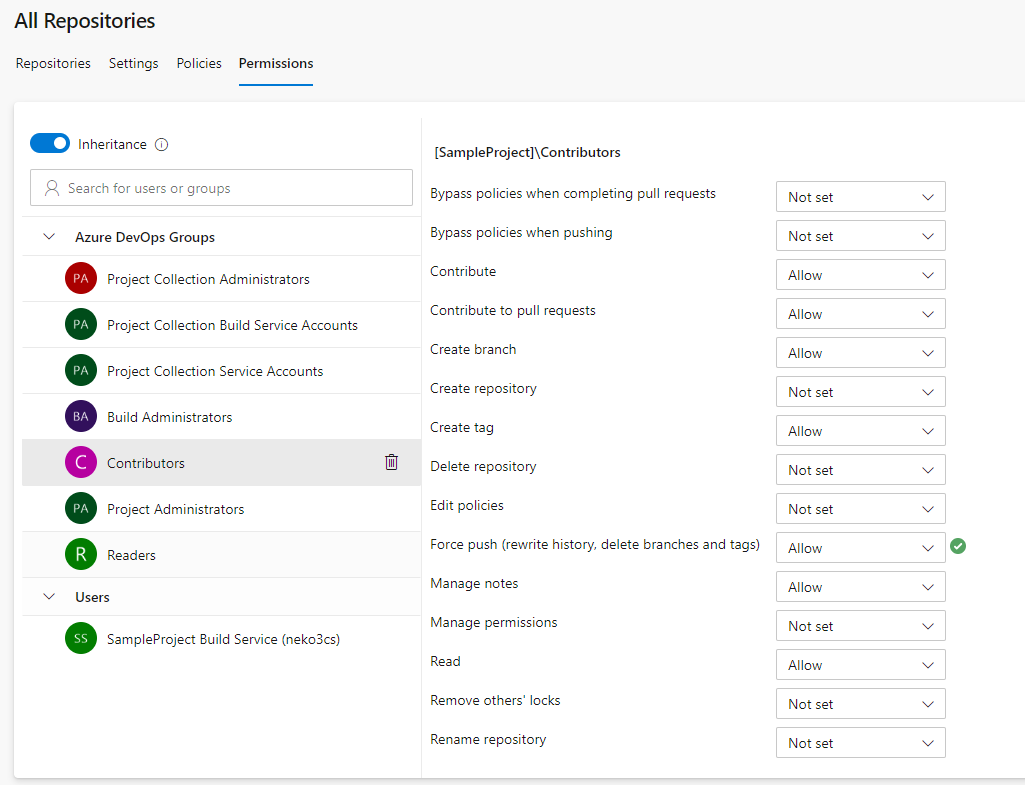 All Repositories
Repositories Settings Policies Permissions
Inheritance
Search for users or groups
Azure DevOps Groups
PA Project Collection Administrators
PA Project Collection Build Service Accounts
PA Project Collection Service Accounts
BA Build Administrators
C Contributors
PA Project Administrators
R Readers
Users
SS SampleProject Build Service (neko3cs)
[SampleProject]\Contributors
Bypass policies when completing pull requests Not set
Bypass policies when pushing Not set
Contribute Allow
Contribute to pull requests Allow
Create branch Allow
Create repository Not set
Create tag Allow
Delete repository Not set
Edit policies Not set
Force push (rewrite history, delete branches and tags) Allow
Manage notes Allow
Manage permissions Not set
Read Allow
Remove others' locks Not set
Rename repository Not set